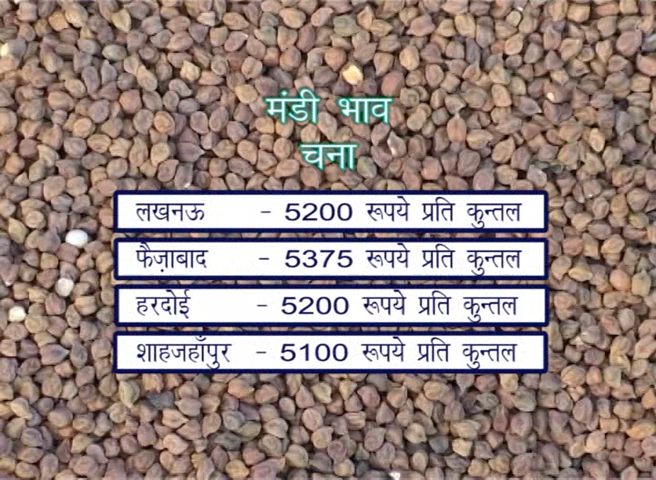 मंडी भाव
चना
लखनऊ - 5200 रूपये प्रति कुन्तल
फैज़ाबाद - 5375 रूपये प्रति कुन्तल
हरदोई - 5200 रूपये प्रति कुन्तल
शाहजहाँपुर - 5100 रूपये प्रति कुन्तल